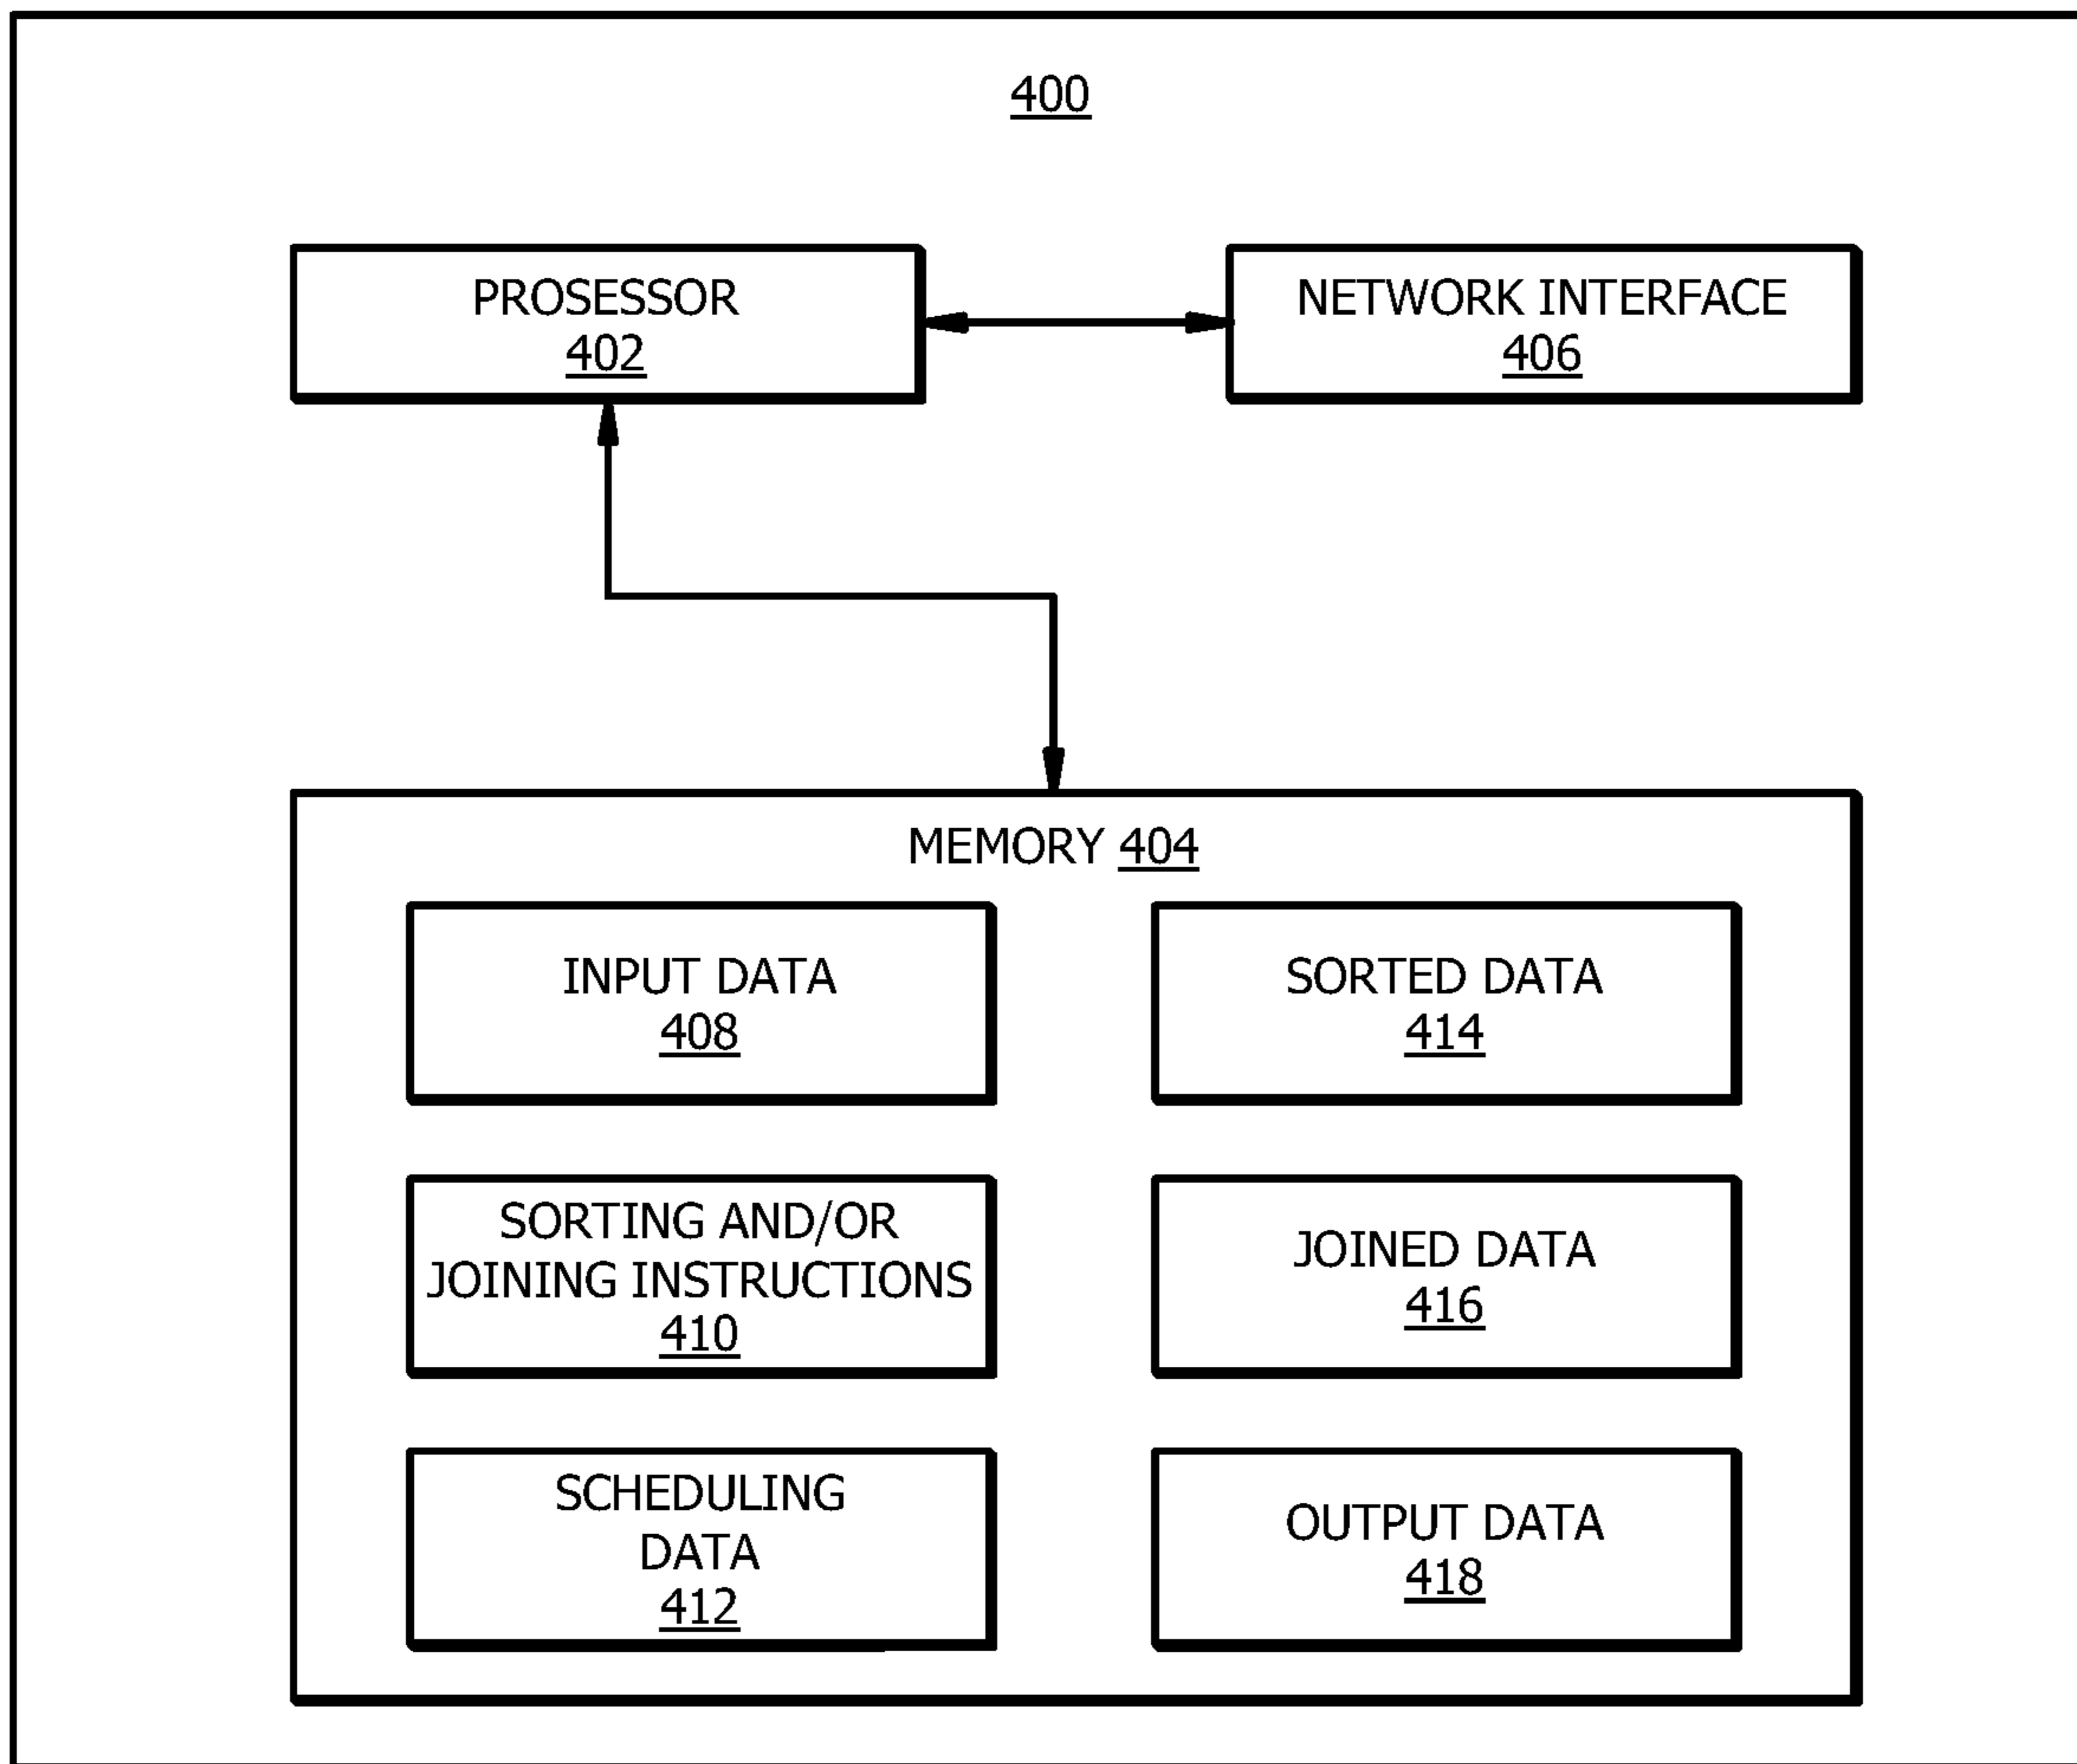 400
PROSESSOR
402
NETWORK INTERFACE
406
MEMORY 404
INPUT DATA
408
SORTED DATA
414
SORTING AND/OR
JOINING INSTRUCTIONS
410
JOINED DATA
416
SCHEDULING
DATA
412
OUTPUT DATA
418